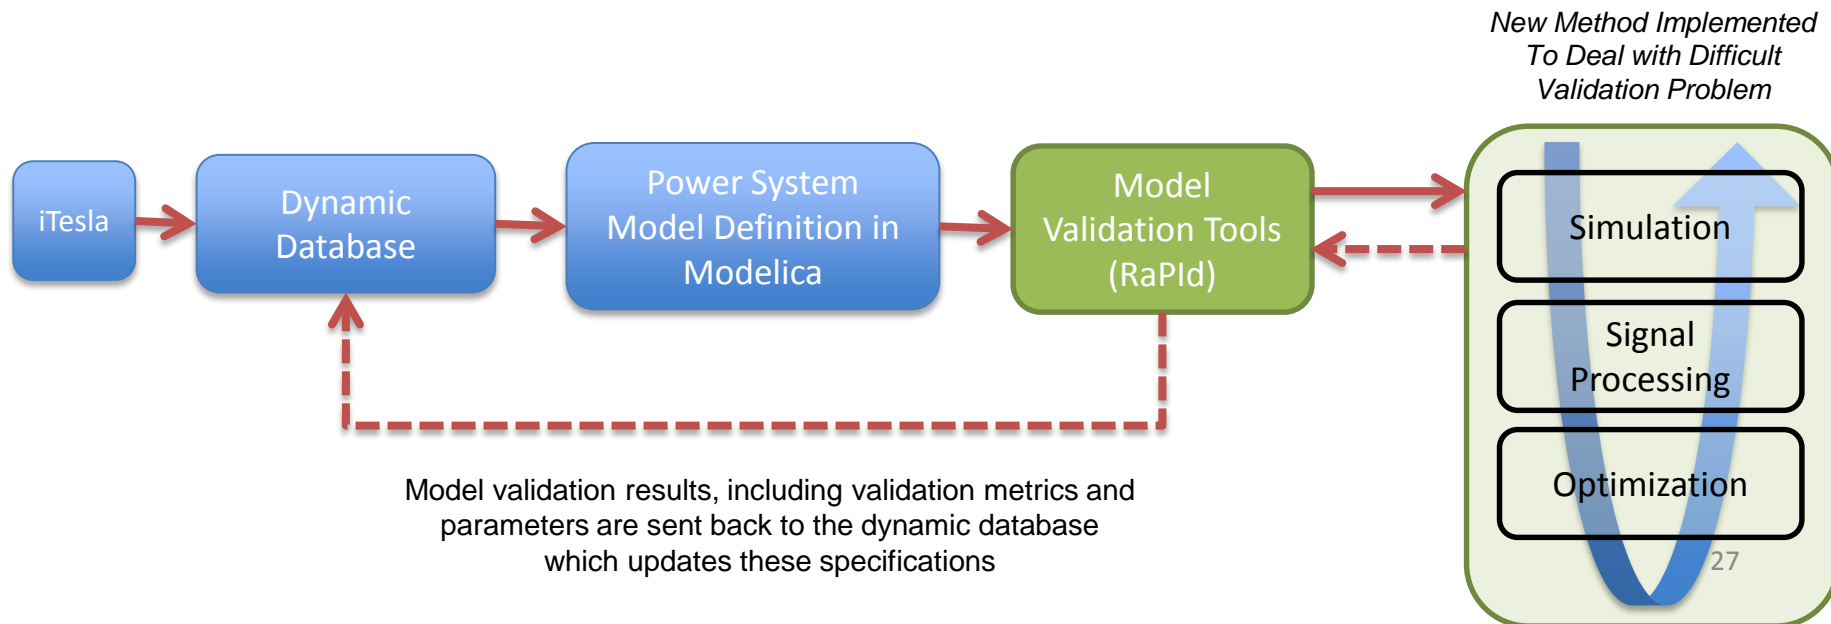 New Method Implemented
To Deal with Difficult
Validation Problem
iTesla
Dynamic
Database
Power System
Model Definition in
Modelica
Model
Validation Tools
(RaPId)
Simulation
Signal
Processing
Optimization
27
Model validation results, including validation metrics and
parameters are sent back to the dynamic database
which updates these specifications